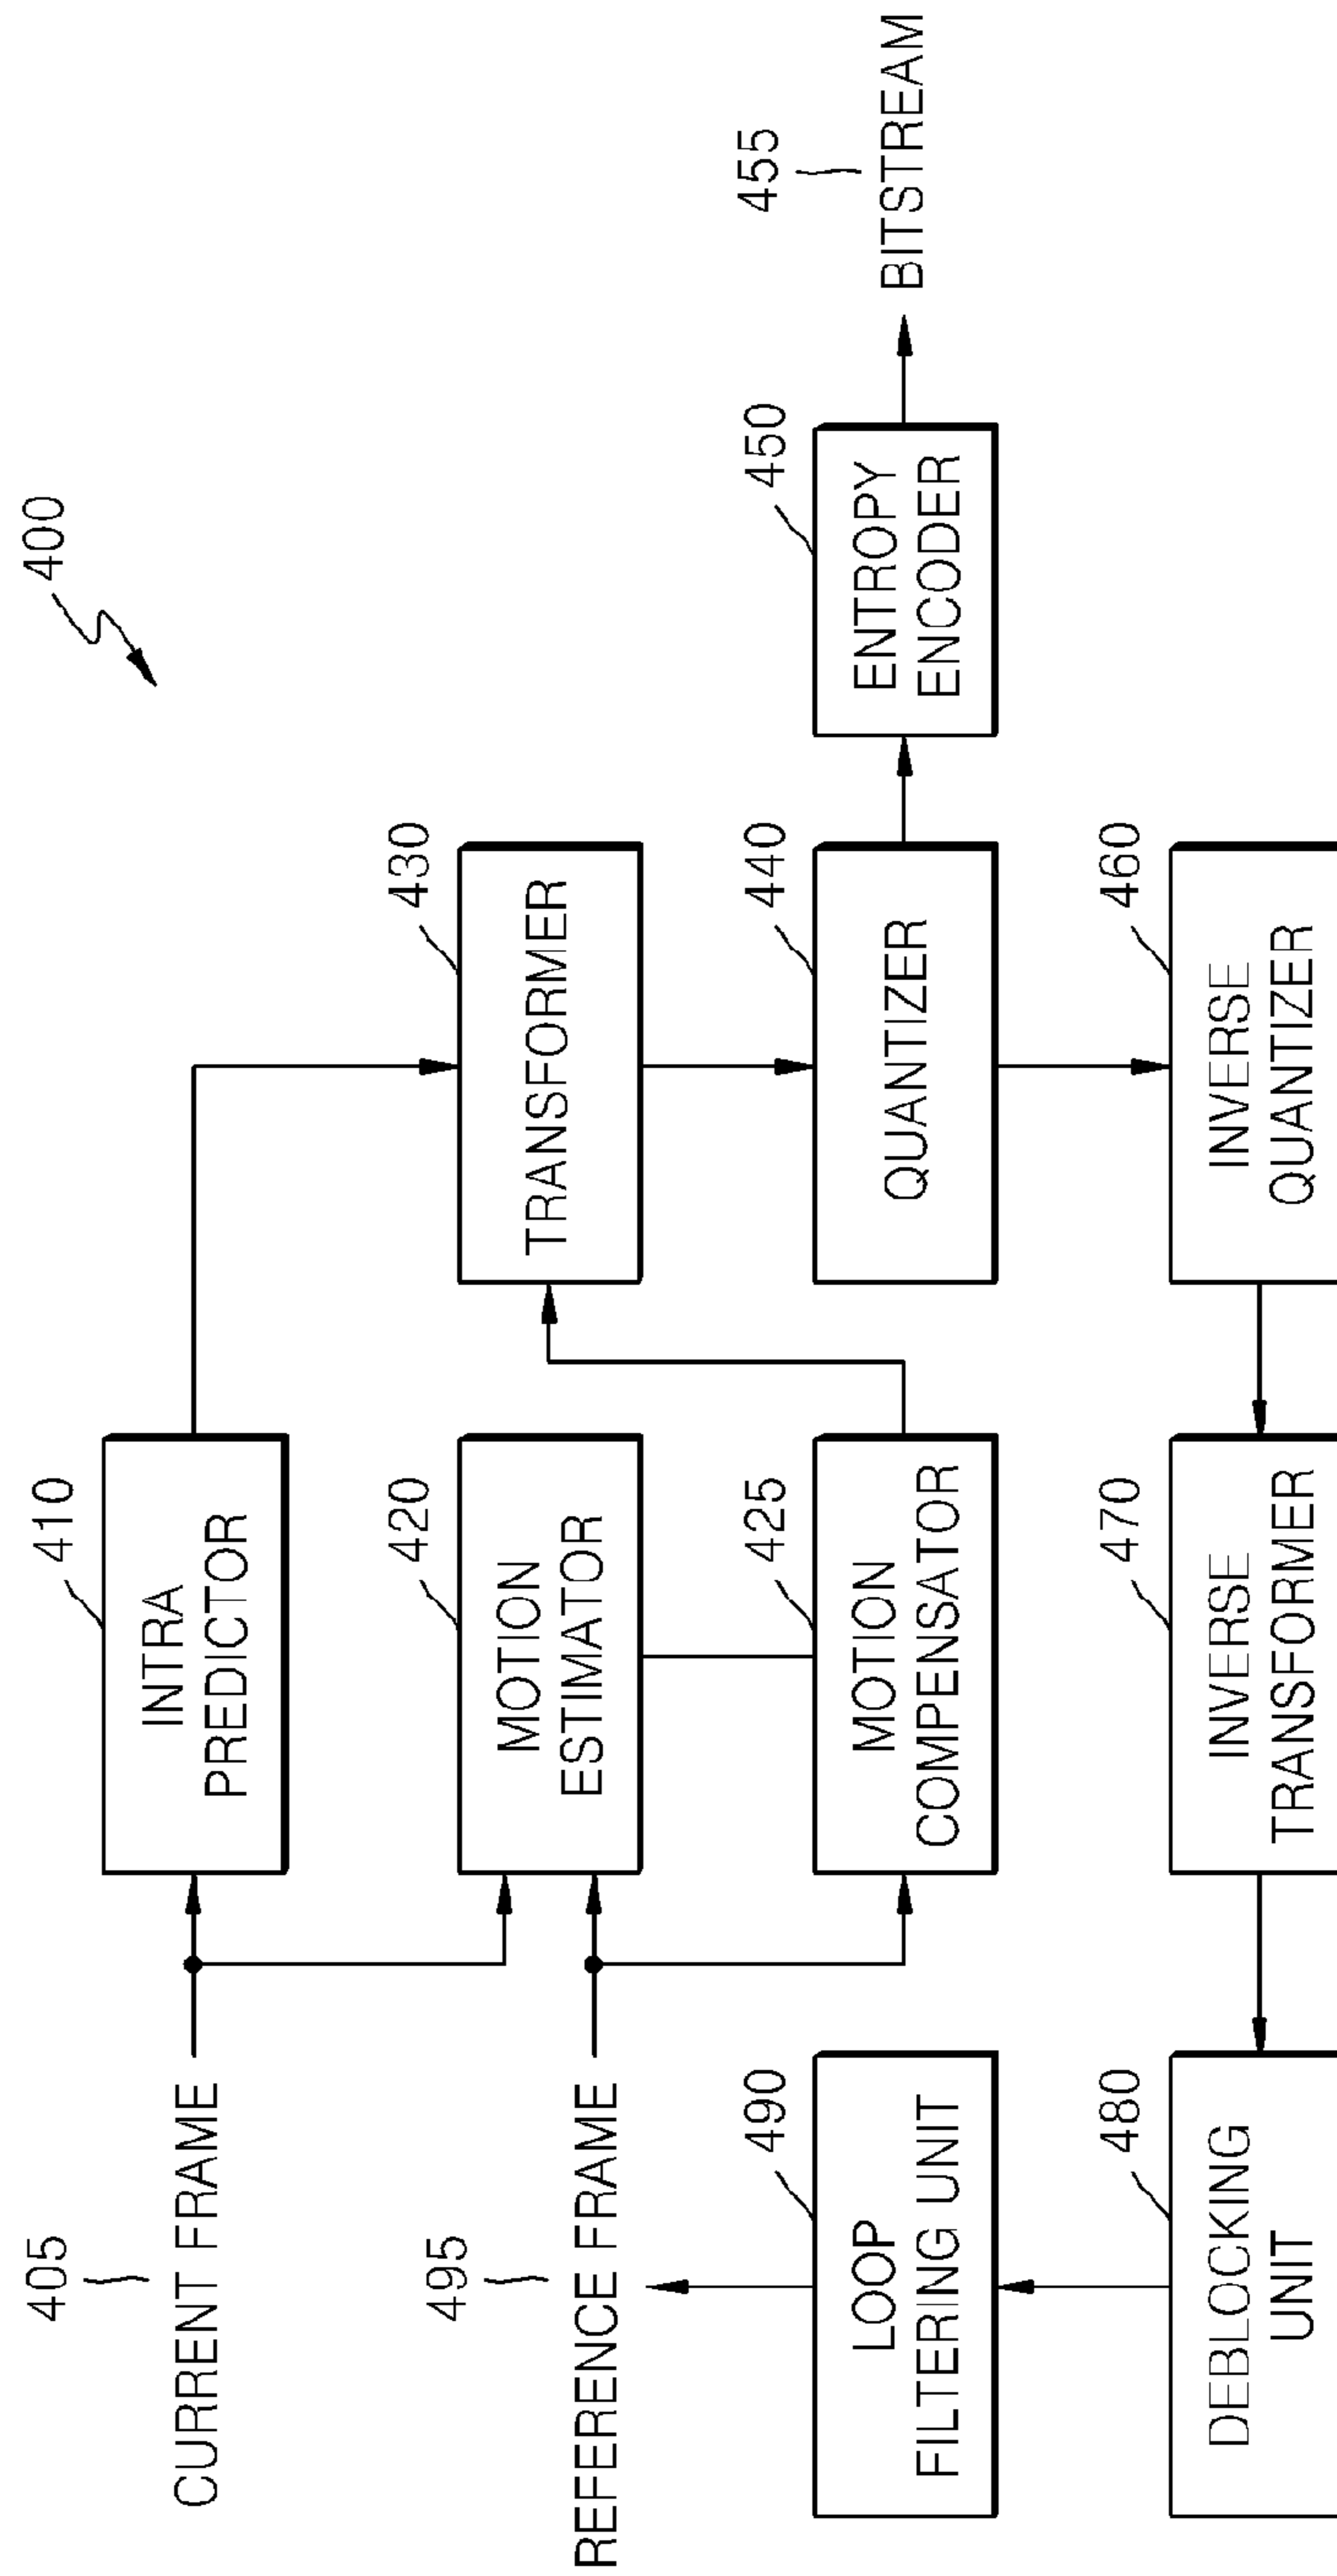 400
405
CURRENT FRAME
410
INTRA
PREDICTOR
495
REFERENCE FRAME
420
MOTION
ESTIMATOR
430
TRANSFORMER
490
LOOP
FILTERING UNIT
425
MOTION
COMPENSATOR
440
QUANTIZER
450
ENTROPY
ENCODER
455
BITSTREAM
480
DEBLOCKING
UNIT
470
INVERSE
TRANSFORMER
460
INVERSE
QUANTIZER